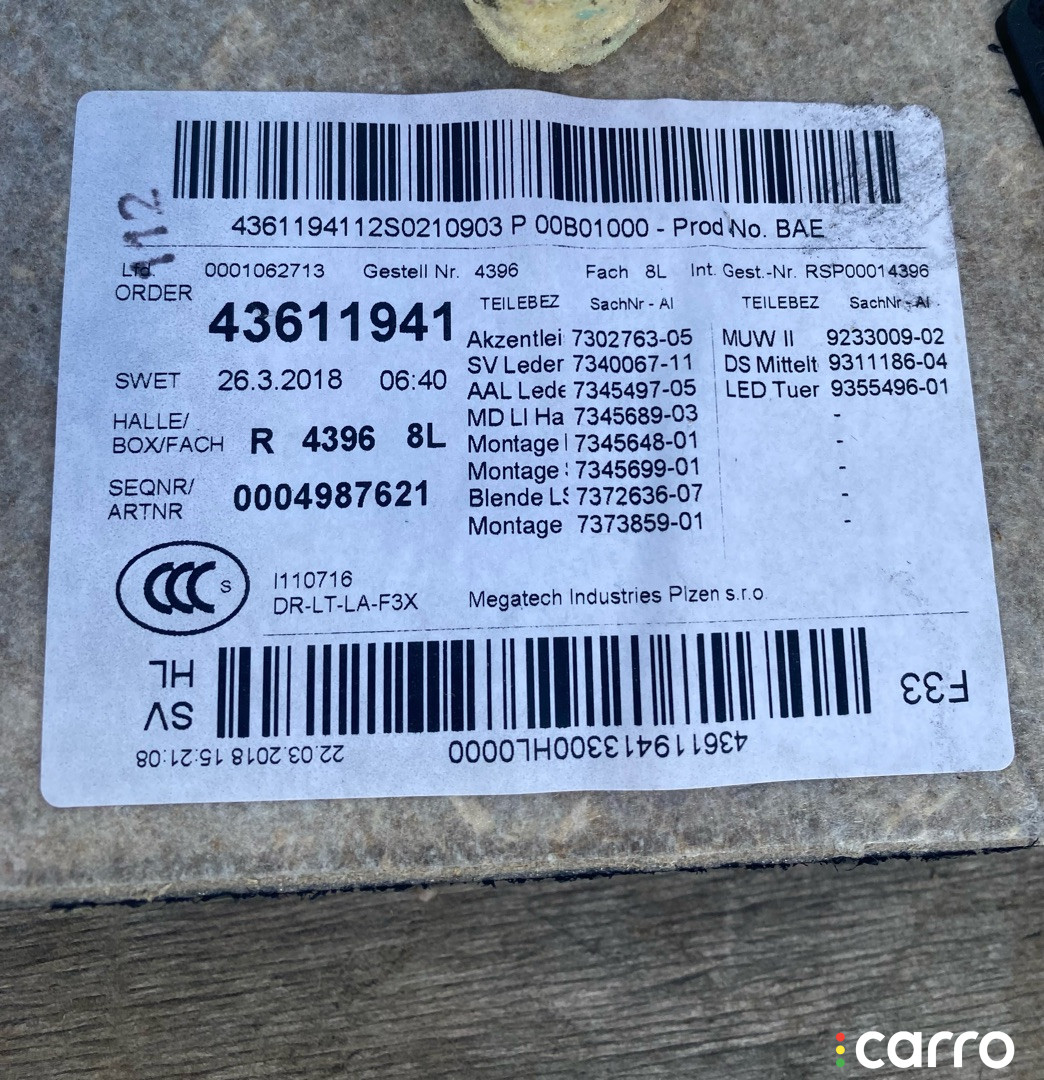 112
4361194112S0210903 P 00B01000 - Prod No. BAE
Lfd. 0001062713 Gestell Nr. 4396 Fach 8L Int. Gest.-Nr. RSP00014396
ORDER 43611941
TEILEBEZ SachNr - AI TEILEBEZ SachNr - AI
Akzentlei 7302763-05 MUW II 9233009-02
SV Leder 7340067-11 DS Mittelt 9311186-04
SWET 26.3.2018 06:40
AAL Lede 7345497-05 LED Tuer 9355496-01
MD LI Ha 7345689-03 -
HALLE/
BOX/FACH R 4396 8L
Montage 7345648-01 -
Montage 7345699-01 -
SEQNR/
ARTNR 0004987621
Blende LS 7372636-07 -
Montage 7373859-01 -
CCC S
I110716
DR-LT-LA-F3X Megatech Industries Plzen s.r.o.
F33
436119413300HL0000
22.03.2018 15:21:08
SV
HL
carro